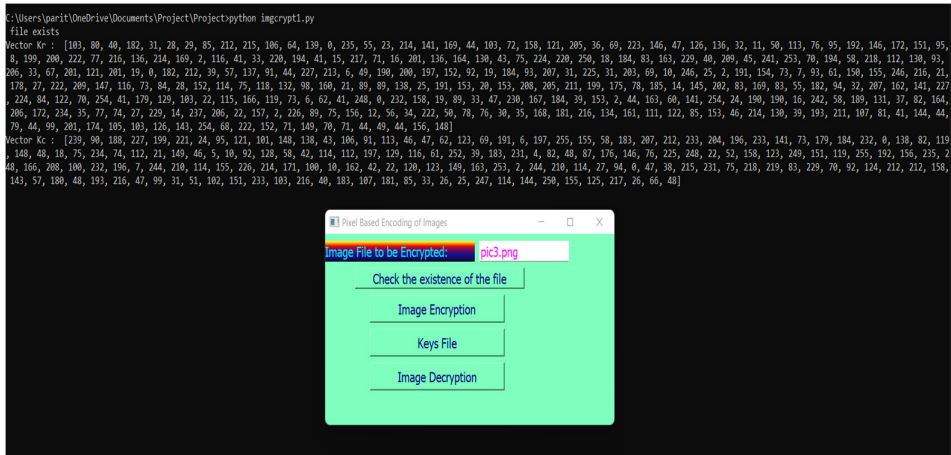 C:\Users\parit\OneDrive\Documents\Project\Project>python imgcrypt1.py
file exists
Vector Kr :  [103, 80, 40, 182, 31, 28, 29, 85, 212, 215, 106, 64, 139, 0, 235, 55, 23, 214, 141, 169, 44, 103, 72, 158, 121, 205, 36, 69, 223, 146, 47, 126, 136, 32, 11, 50, 113, 76, 95, 192, 146, 172, 151, 95,
8, 199, 200, 222, 77, 216, 136, 214, 169, 2, 116, 41, 33, 220, 194, 41, 15, 217, 71, 16, 201, 136, 164, 130, 43, 75, 224, 220, 250, 18, 184, 83, 163, 229, 40, 209, 45, 241, 253, 70, 194, 58, 218, 112, 130, 93,
206, 33, 67, 201, 121, 201, 19, 0, 182, 212, 39, 57, 137, 91, 44, 227, 213, 6, 49, 190, 200, 197, 152, 92, 19, 184, 93, 207, 31, 225, 31, 203, 69, 10, 246, 25, 2, 191, 154, 73, 7, 93, 61, 150, 155, 246, 216, 21,
178, 27, 222, 209, 147, 116, 73, 84, 28, 152, 114, 75, 118, 132, 98, 160, 21, 89, 89, 138, 25, 191, 153, 20, 153, 208, 205, 211, 199, 175, 78, 185, 14, 145, 202, 83, 169, 83, 55, 182, 94, 32, 207, 162, 141, 227
, 224, 84, 122, 70, 254, 41, 179, 129, 103, 22, 115, 166, 119, 73, 6, 62, 41, 248, 0, 232, 158, 19, 89, 33, 47, 230, 167, 184, 39, 153, 2, 44, 163, 60, 141, 254, 24, 190, 190, 16, 242, 58, 189, 131, 37, 82, 164,
206, 172, 234, 35, 77, 74, 27, 229, 14, 237, 206, 22, 157, 2, 226, 89, 75, 156, 12, 56, 34, 222, 50, 78, 76, 30, 35, 168, 181, 216, 134, 161, 111, 122, 85, 153, 46, 214, 130, 39, 193, 211, 107, 81, 41, 144, 44,
79, 44, 99, 201, 174, 105, 103, 126, 143, 254, 68, 222, 152, 71, 149, 70, 71, 44, 49, 44, 156, 148]
Vector Kc :  [239, 90, 188, 227, 199, 221, 24, 95, 121, 101, 148, 138, 43, 106, 91, 113, 46, 47, 62, 123, 69, 191, 6, 197, 255, 155, 58, 183, 207, 212, 233, 204, 196, 233, 141, 73, 179, 184, 232, 0, 138, 82, 119
, 148, 48, 18, 75, 234, 74, 112, 21, 149, 46, 5, 10, 92, 128, 58, 42, 114, 112, 197, 129, 116, 61, 252, 39, 183, 231, 4, 82, 48, 87, 176, 146, 76, 225, 248, 22, 52, 158, 123, 249, 151, 119, 255, 192, 156, 235, 2
48, 166, 208, 100, 232, 196, 7, 244, 210, 114, 155, 226, 214, 171, 100, 10, 162, 42, 22, 120, 123, 149, 163, 253, 2, 244, 210, 114, 27, 94, 0, 47, 38, 215, 231, 75, 218, 219, 83, 229, 70, 92, 124, 212, 212, 158,
143, 57, 180, 48, 193, 216, 47, 99, 31, 51, 102, 151, 233, 103, 216, 40, 183, 107, 181, 85, 33, 26, 25, 247, 114, 144, 250, 155, 125, 217, 26, 66, 48]
Pixel Based Encoding of Images
Image File to be Encrypted: pic3.png
Check the existence of the file
Image Encryption
Keys File
Image Decryption